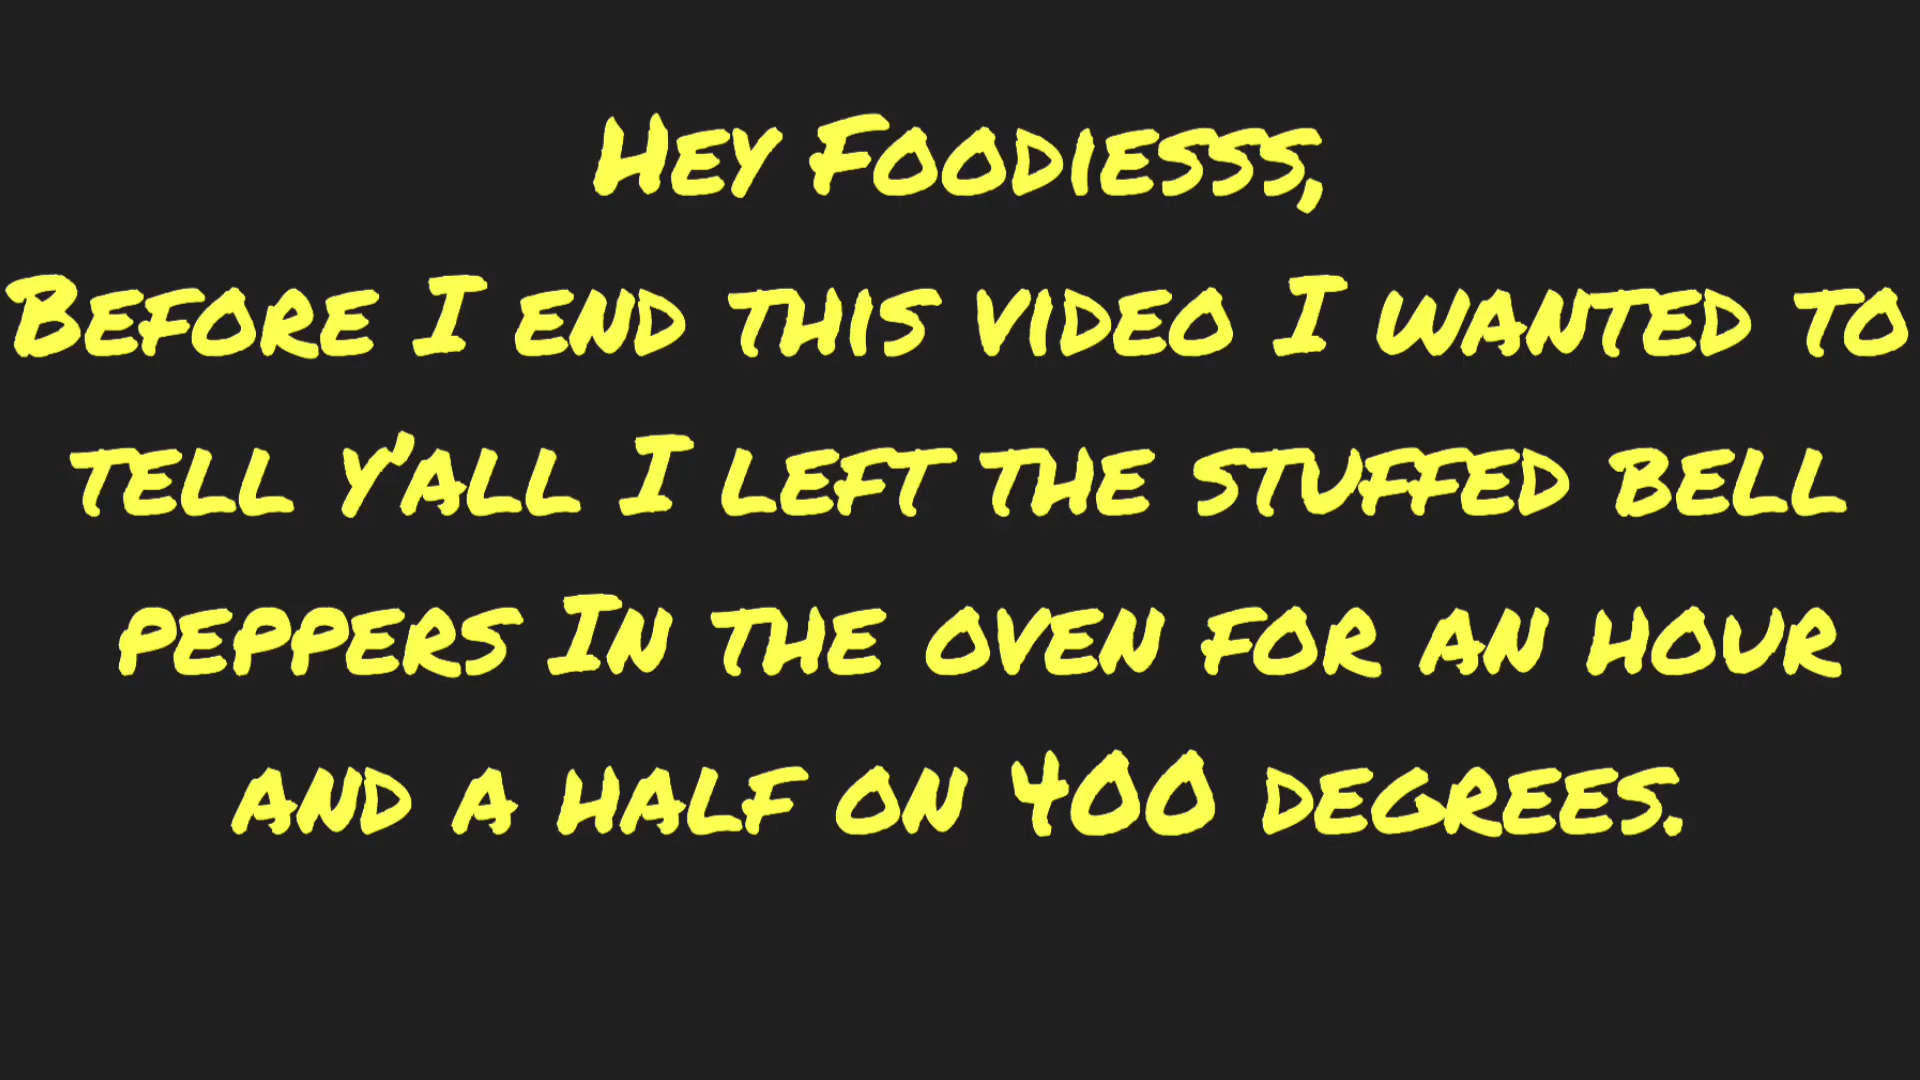 Hey Foodiesss,
Before I end this video I wanted to
tell y'all I left the stuffed bell
peppers In the oven for an hour
and a half on 400 degrees.